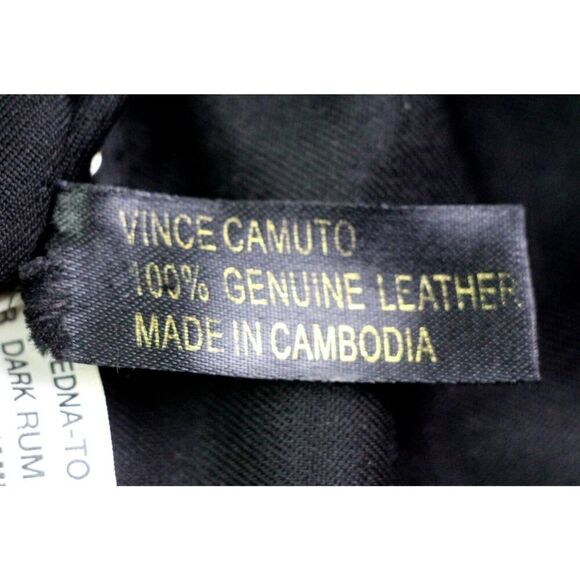 VINCE CAMUTO
100% GENUINE LEATHER
MADE IN CAMBODIA
EDNA-TO
DARK RUM